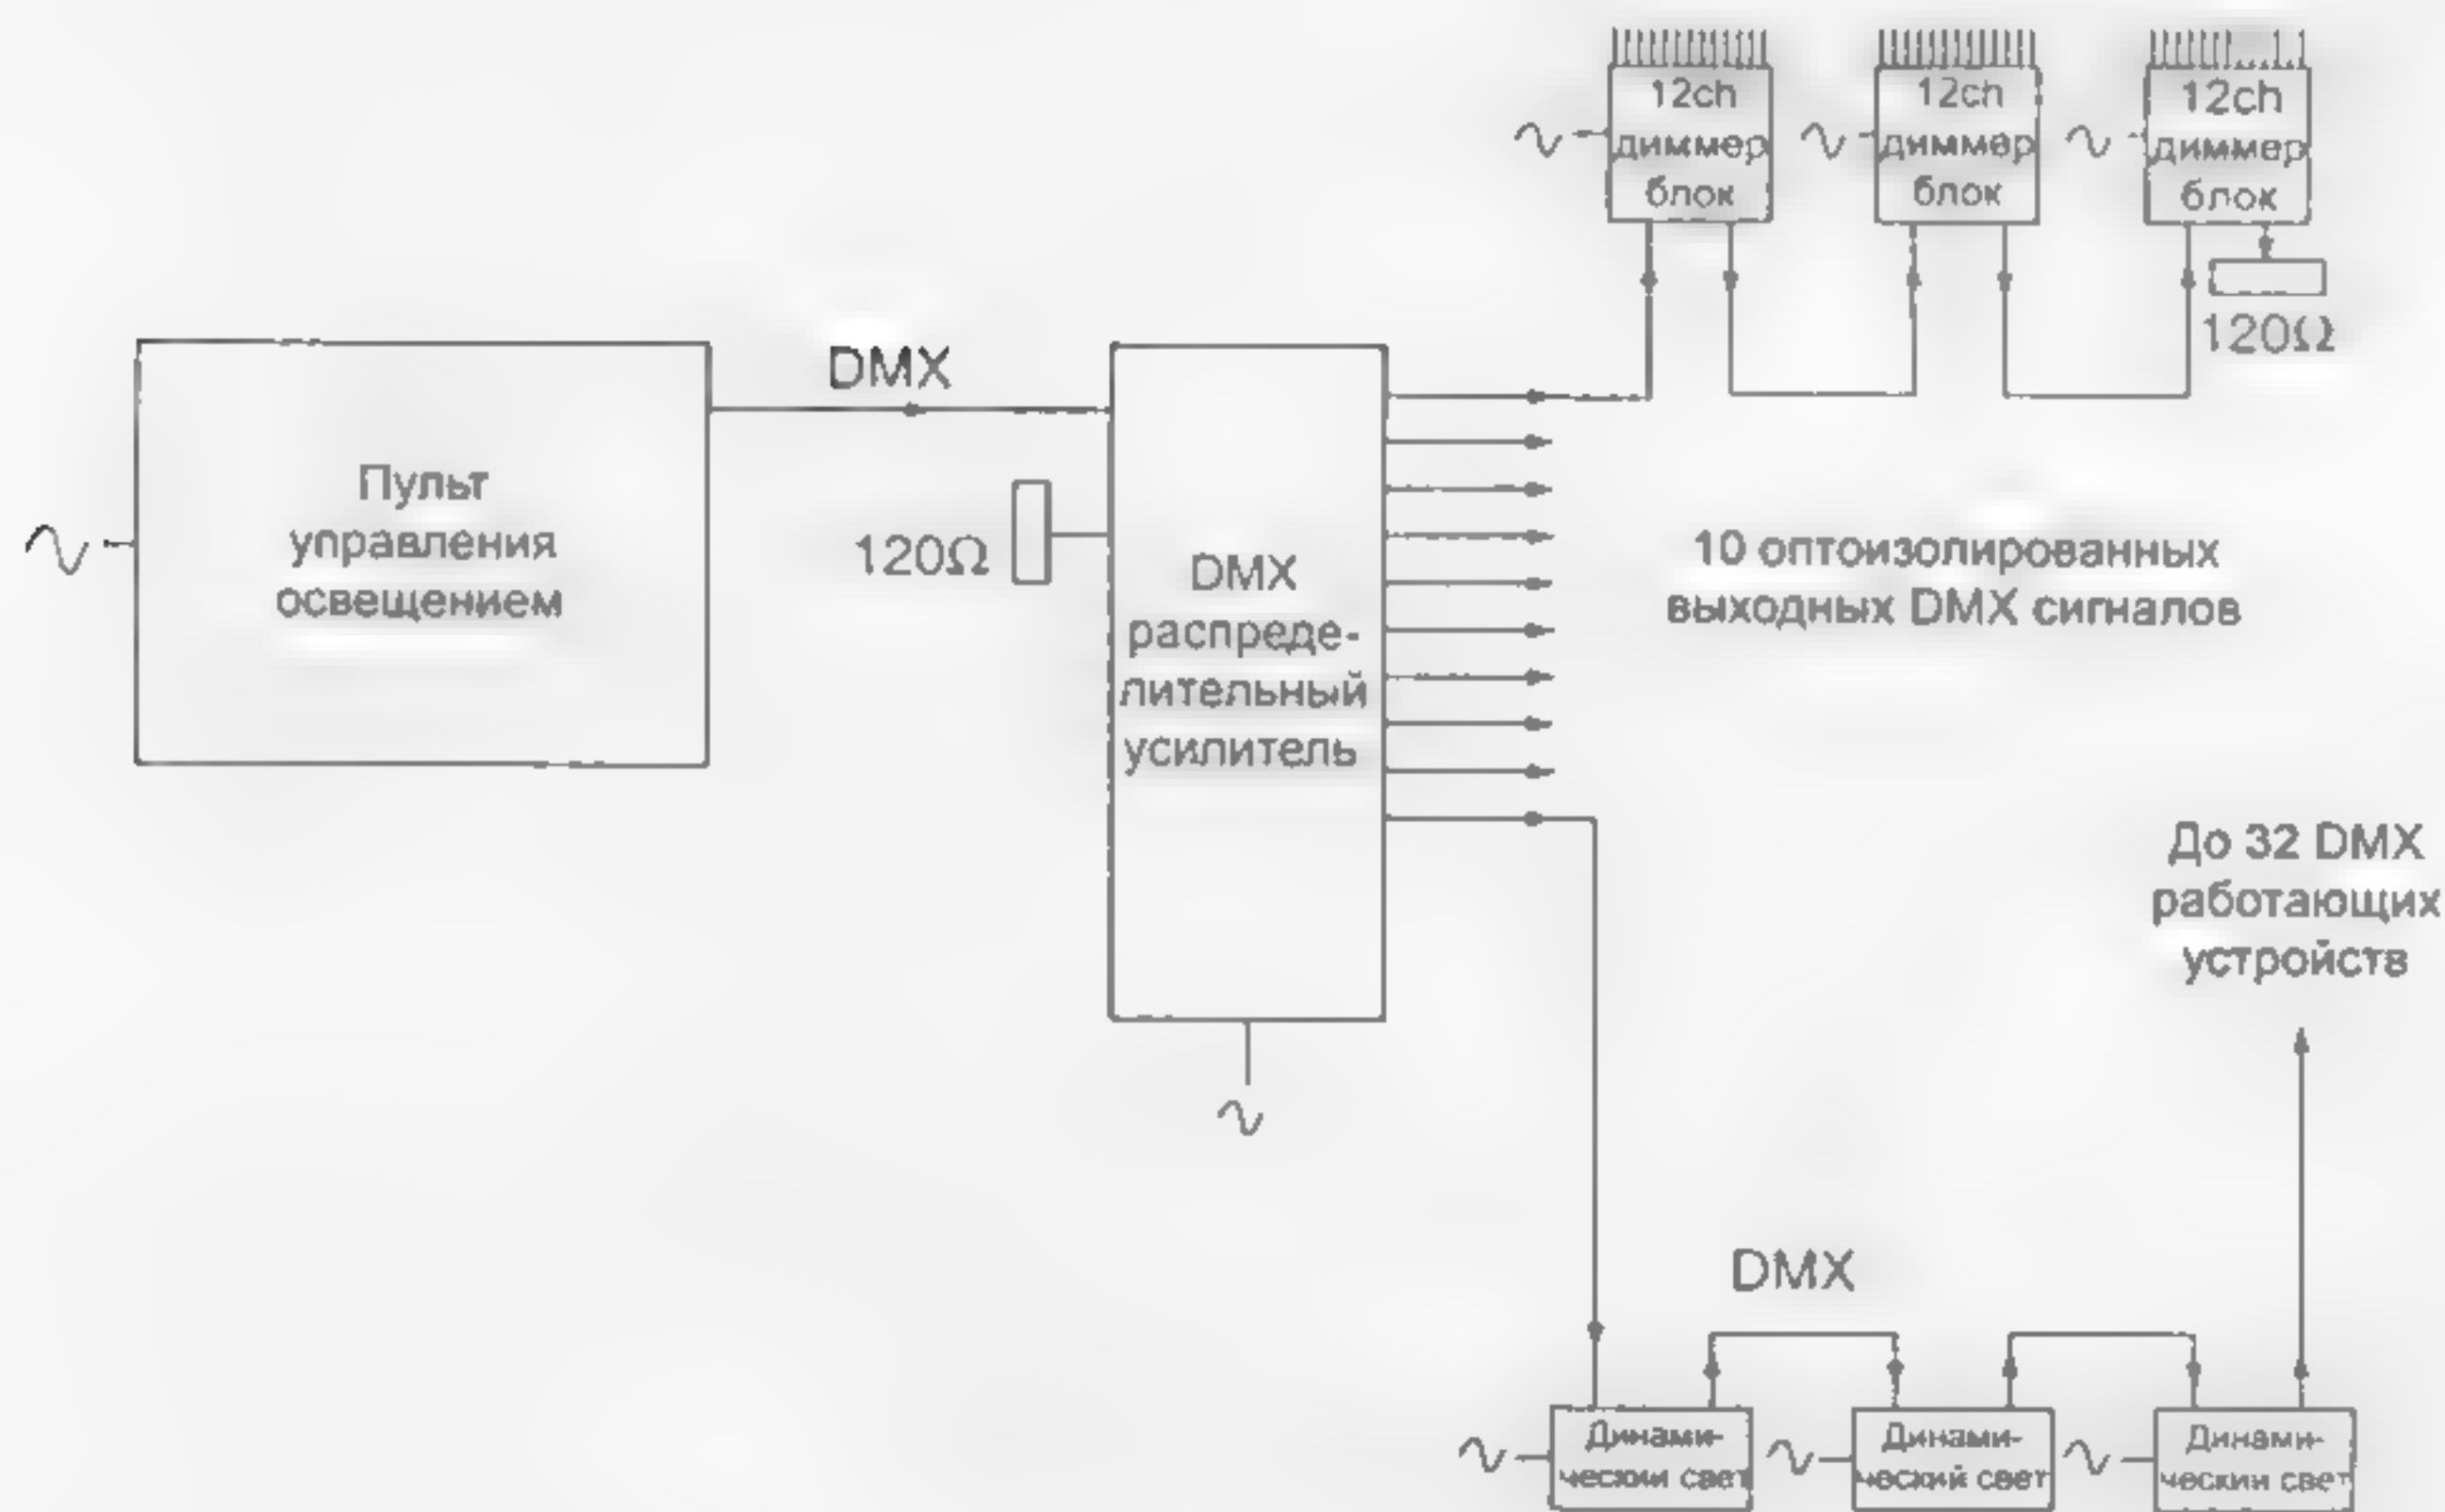 12ch
диммер
блок
12ch
диммер
блок
12ch
диммер
блок
120Ω
DMX
Пульт
управления
освещением
120Ω
DMX
распреде-
лительный
усилитель
10 оптоизолированных
выходных DMX сигналов
До 32 DMX
работающих
устройств
DMX
Динами-
ческий свет
Динами-
ческий свет
Динами-
ческий свет